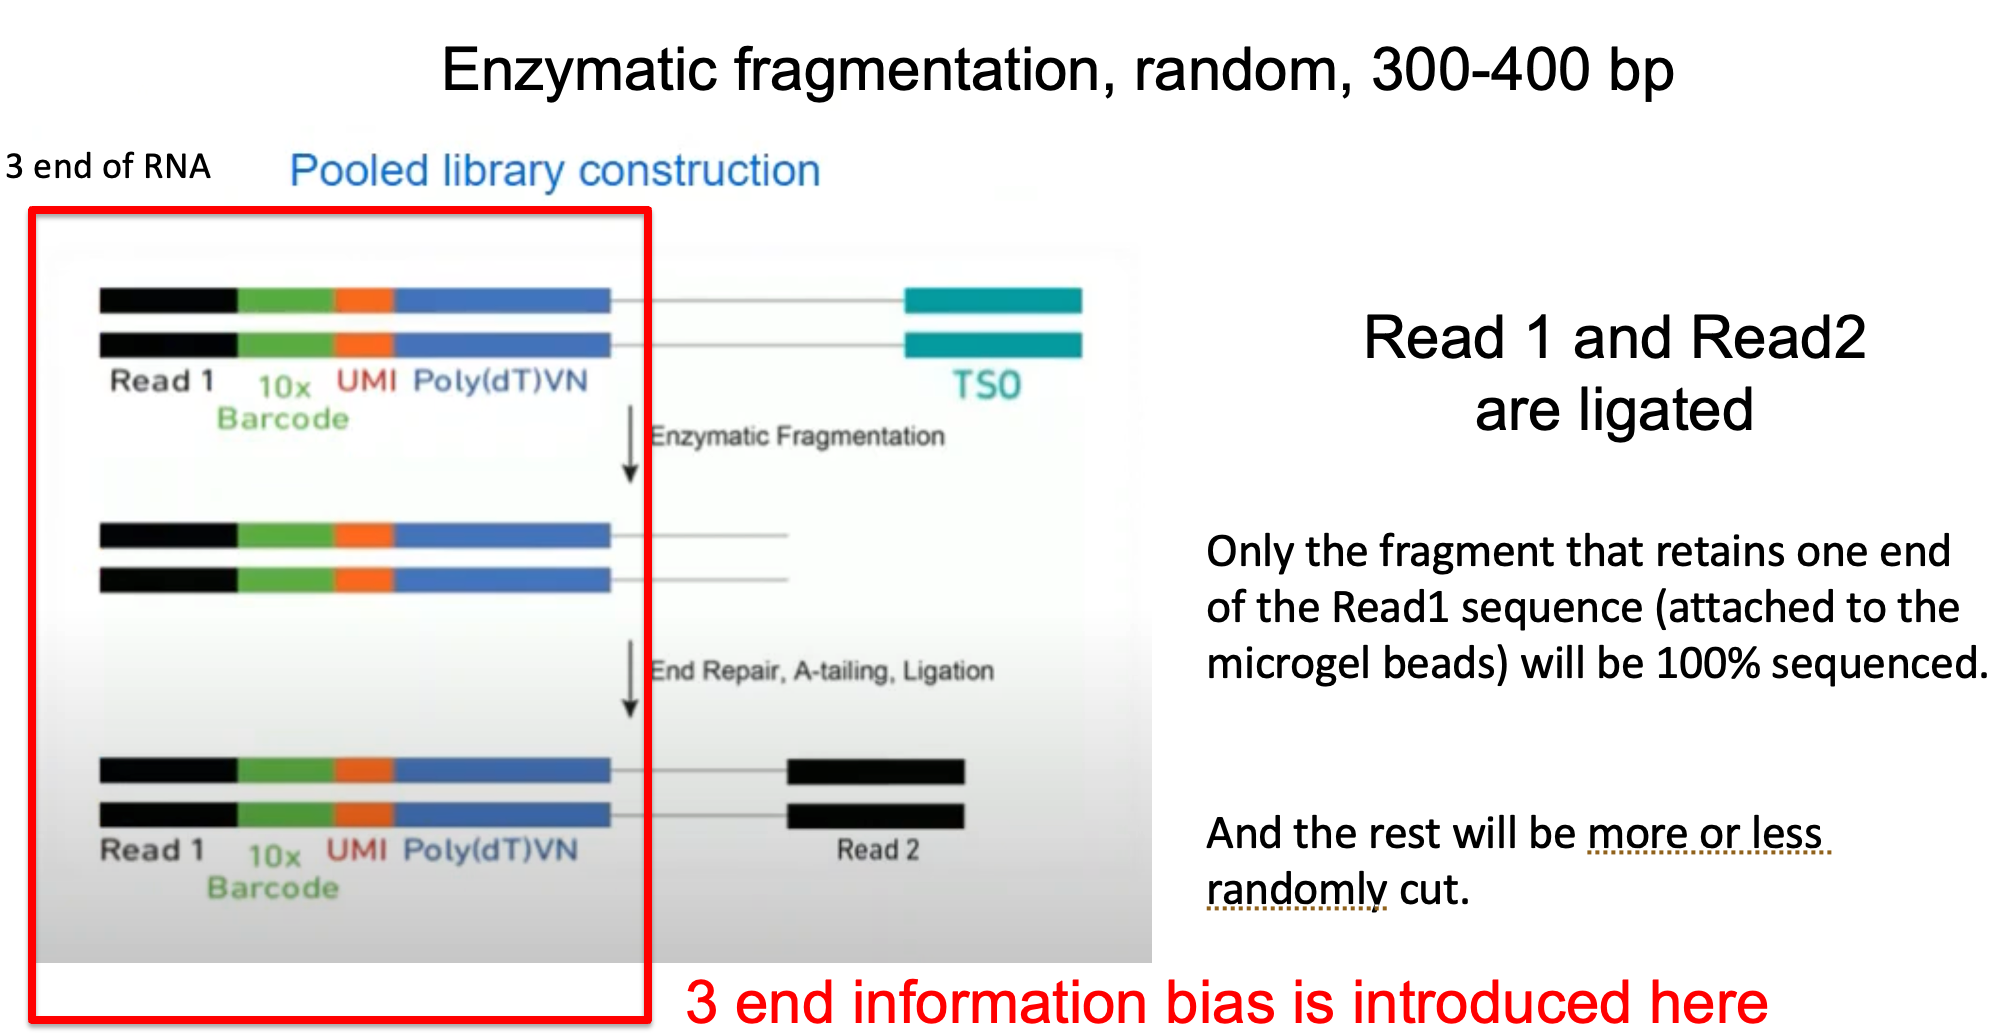 Enzymatic fragmentation, random, 300-400 bp
3 end of RNA
Pooled library construction
Read 1
10x
Barcode
UMI
Poly(dT)VN
TSO
Enzymatic Fragmentation
End Repair, A-tailing, Ligation
Read 1
10x
Barcode
UMI
Poly(dT)VN
Read 2
Read 1 and Read2
are ligated
Only the fragment that retains one end
of the Read1 sequence (attached to the
microgel beads) will be 100% sequenced.
And the rest will be more or less
randomly cut.
3 end information bias is introduced here